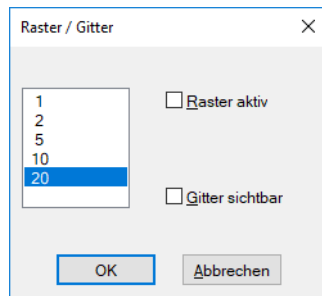 Raster / Gitter
1
2
5
10
20
Raster aktiv
Gitter sichtbar
OK
Abbrechen